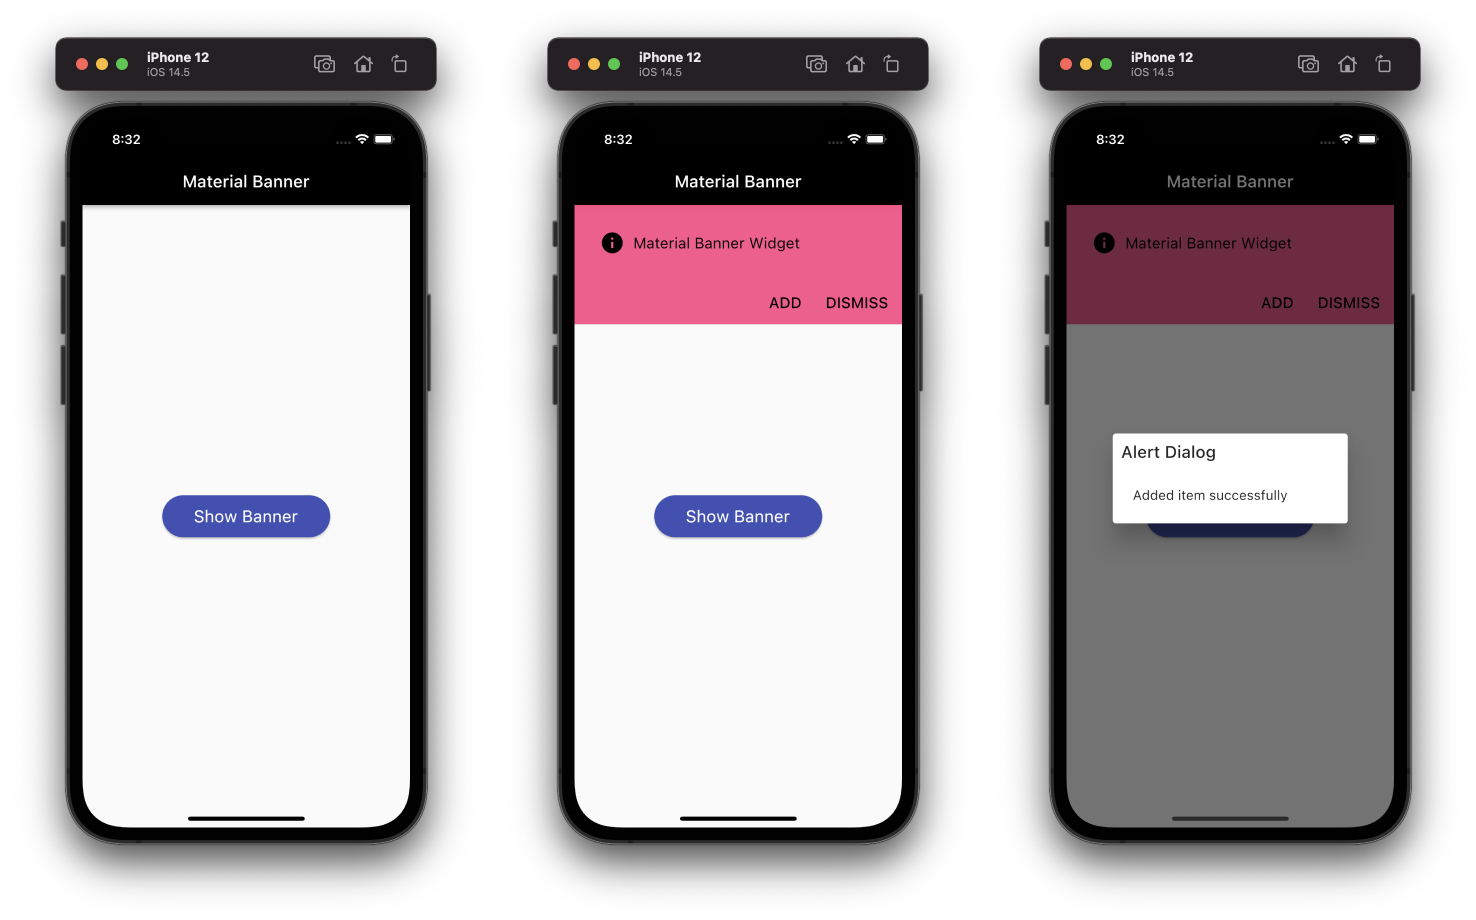 iPhone 12
iOS 14.5
8:32
Material Banner
Show Banner
iPhone 12
iOS 14.5
8:32
Material Banner
Material Banner Widget
ADD DISMISS
Show Banner
iPhone 12
iOS 14.5
8:32
Material Banner
Material Banner Widget
ADD DISMISS
Alert Dialog
Added item successfully